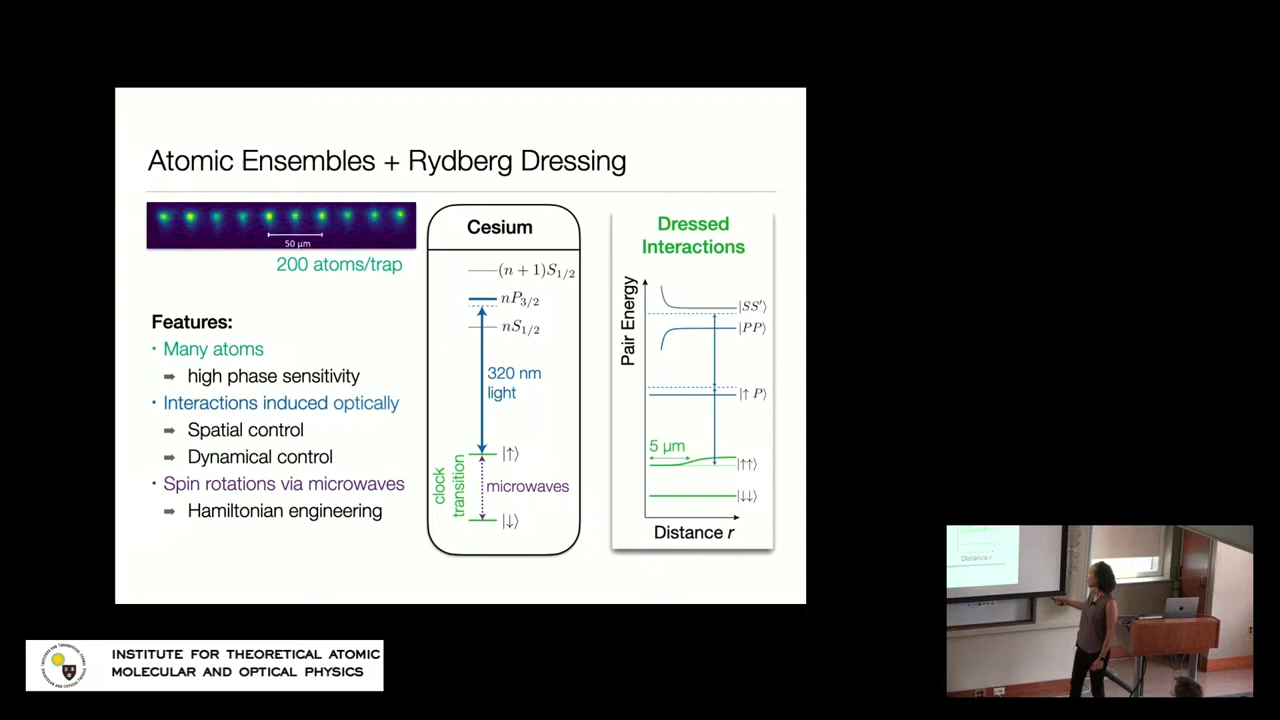 Atomic Ensembles + Rydberg Dressing
50 μm
200 atoms/trap
Features:
• Many atoms
➡ high phase sensitivity
• Interactions induced optically
➡ Spatial control
➡ Dynamical control
• Spin rotations via microwaves
➡ Hamiltonian engineering
Cesium
(n + 1)S1/2
nP3/2
nS1/2
320 nm
light
|↑⟩
clock
transition
microwaves
|↓⟩
Dressed
Interactions
Pair Energy
|SS′⟩
|PP⟩
|↑ P⟩
5 μm
|↑↑⟩
|↓↓⟩
Distance r
Distance r
INSTITUTE FOR THEORETICAL ATOMIC
MOLECULAR AND OPTICAL PHYSICS